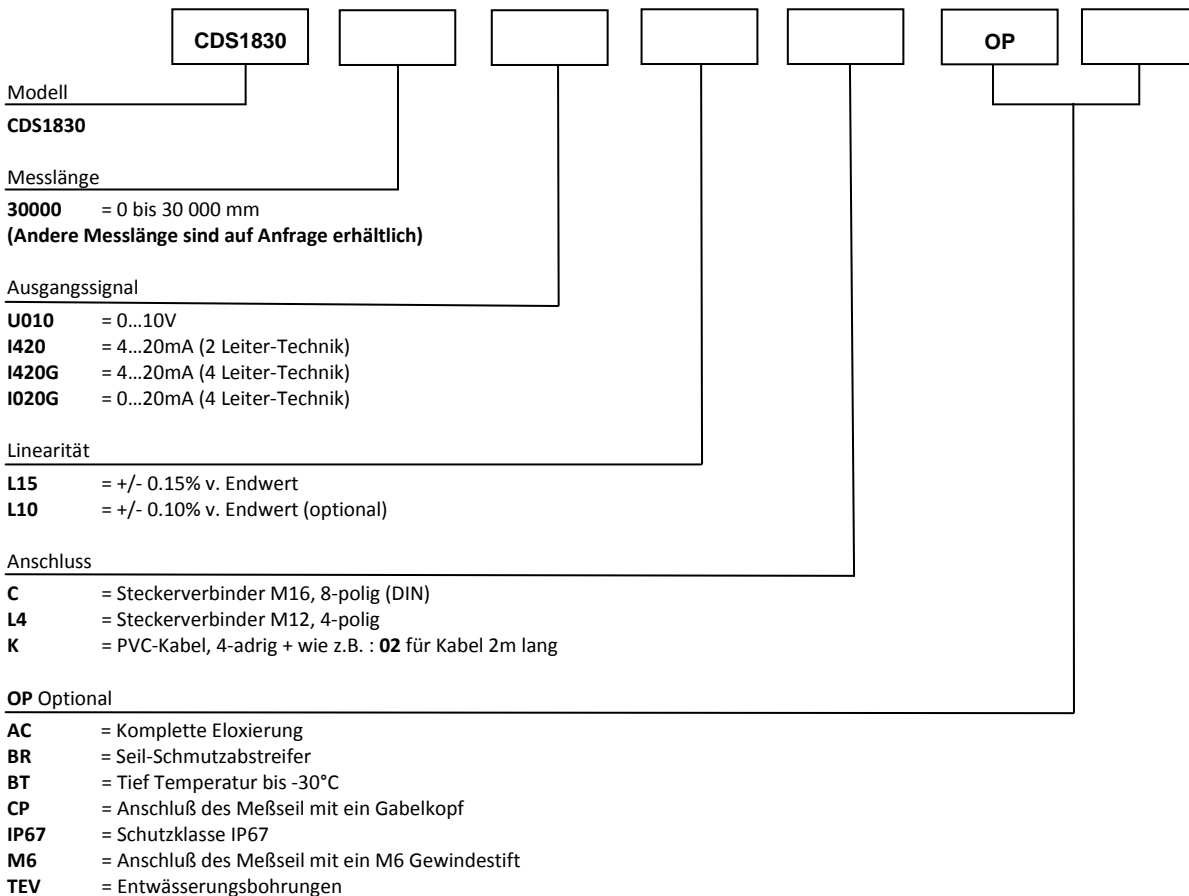 CDS1830 OP
Modell
CDS1830
Messlänge
30000 = 0 bis 30 000 mm
(Andere Messlänge sind auf Anfrage erhältlich)
Ausgangssignal
U010 = 0...10V
I420 = 4...20mA (2 Leiter-Technik)
I420G = 4...20mA (4 Leiter-Technik)
I020G = 0...20mA (4 Leiter-Technik)
Linearität
L15 = +/- 0.15% v. Endwert
L10 = +/- 0.10% v. Endwert (optional)
Anschluss
C = Steckerverbinder M16, 8-polig (DIN)
L4 = Steckerverbinder M12, 4-polig
K = PVC-Kabel, 4-adrig + wie z.B. : 02 für Kabel 2m lang
OP Optional
AC = Komplette Eloxierung
BR = Seil-Schmutzabstreifer
BT = Tief Temperatur bis -30°C
CP = Anschluß des Meßseil mit ein Gabelkopf
IP67 = Schutzklasse IP67
M6 = Anschluß des Meßseil mit ein M6 Gewindestift
TEV = Entwässerungsbohrungen